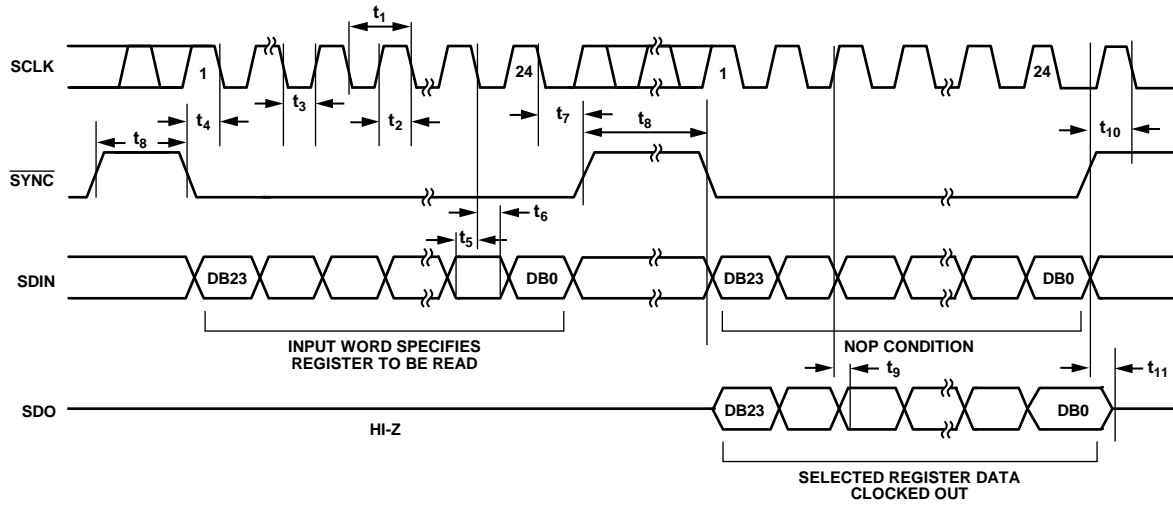 t1
SCLK
1
24
1
24
t3
t4
t2
t7
t8
t10
t8
SYNC
t6
t5
SDIN
DB23
DB0
DB23
DB0
INPUT WORD SPECIFIES
REGISTER TO BE READ
NOP CONDITION
t9
t11
SDO
DB23
DB0
HI-Z
SELECTED REGISTER DATA
CLOCKED OUT